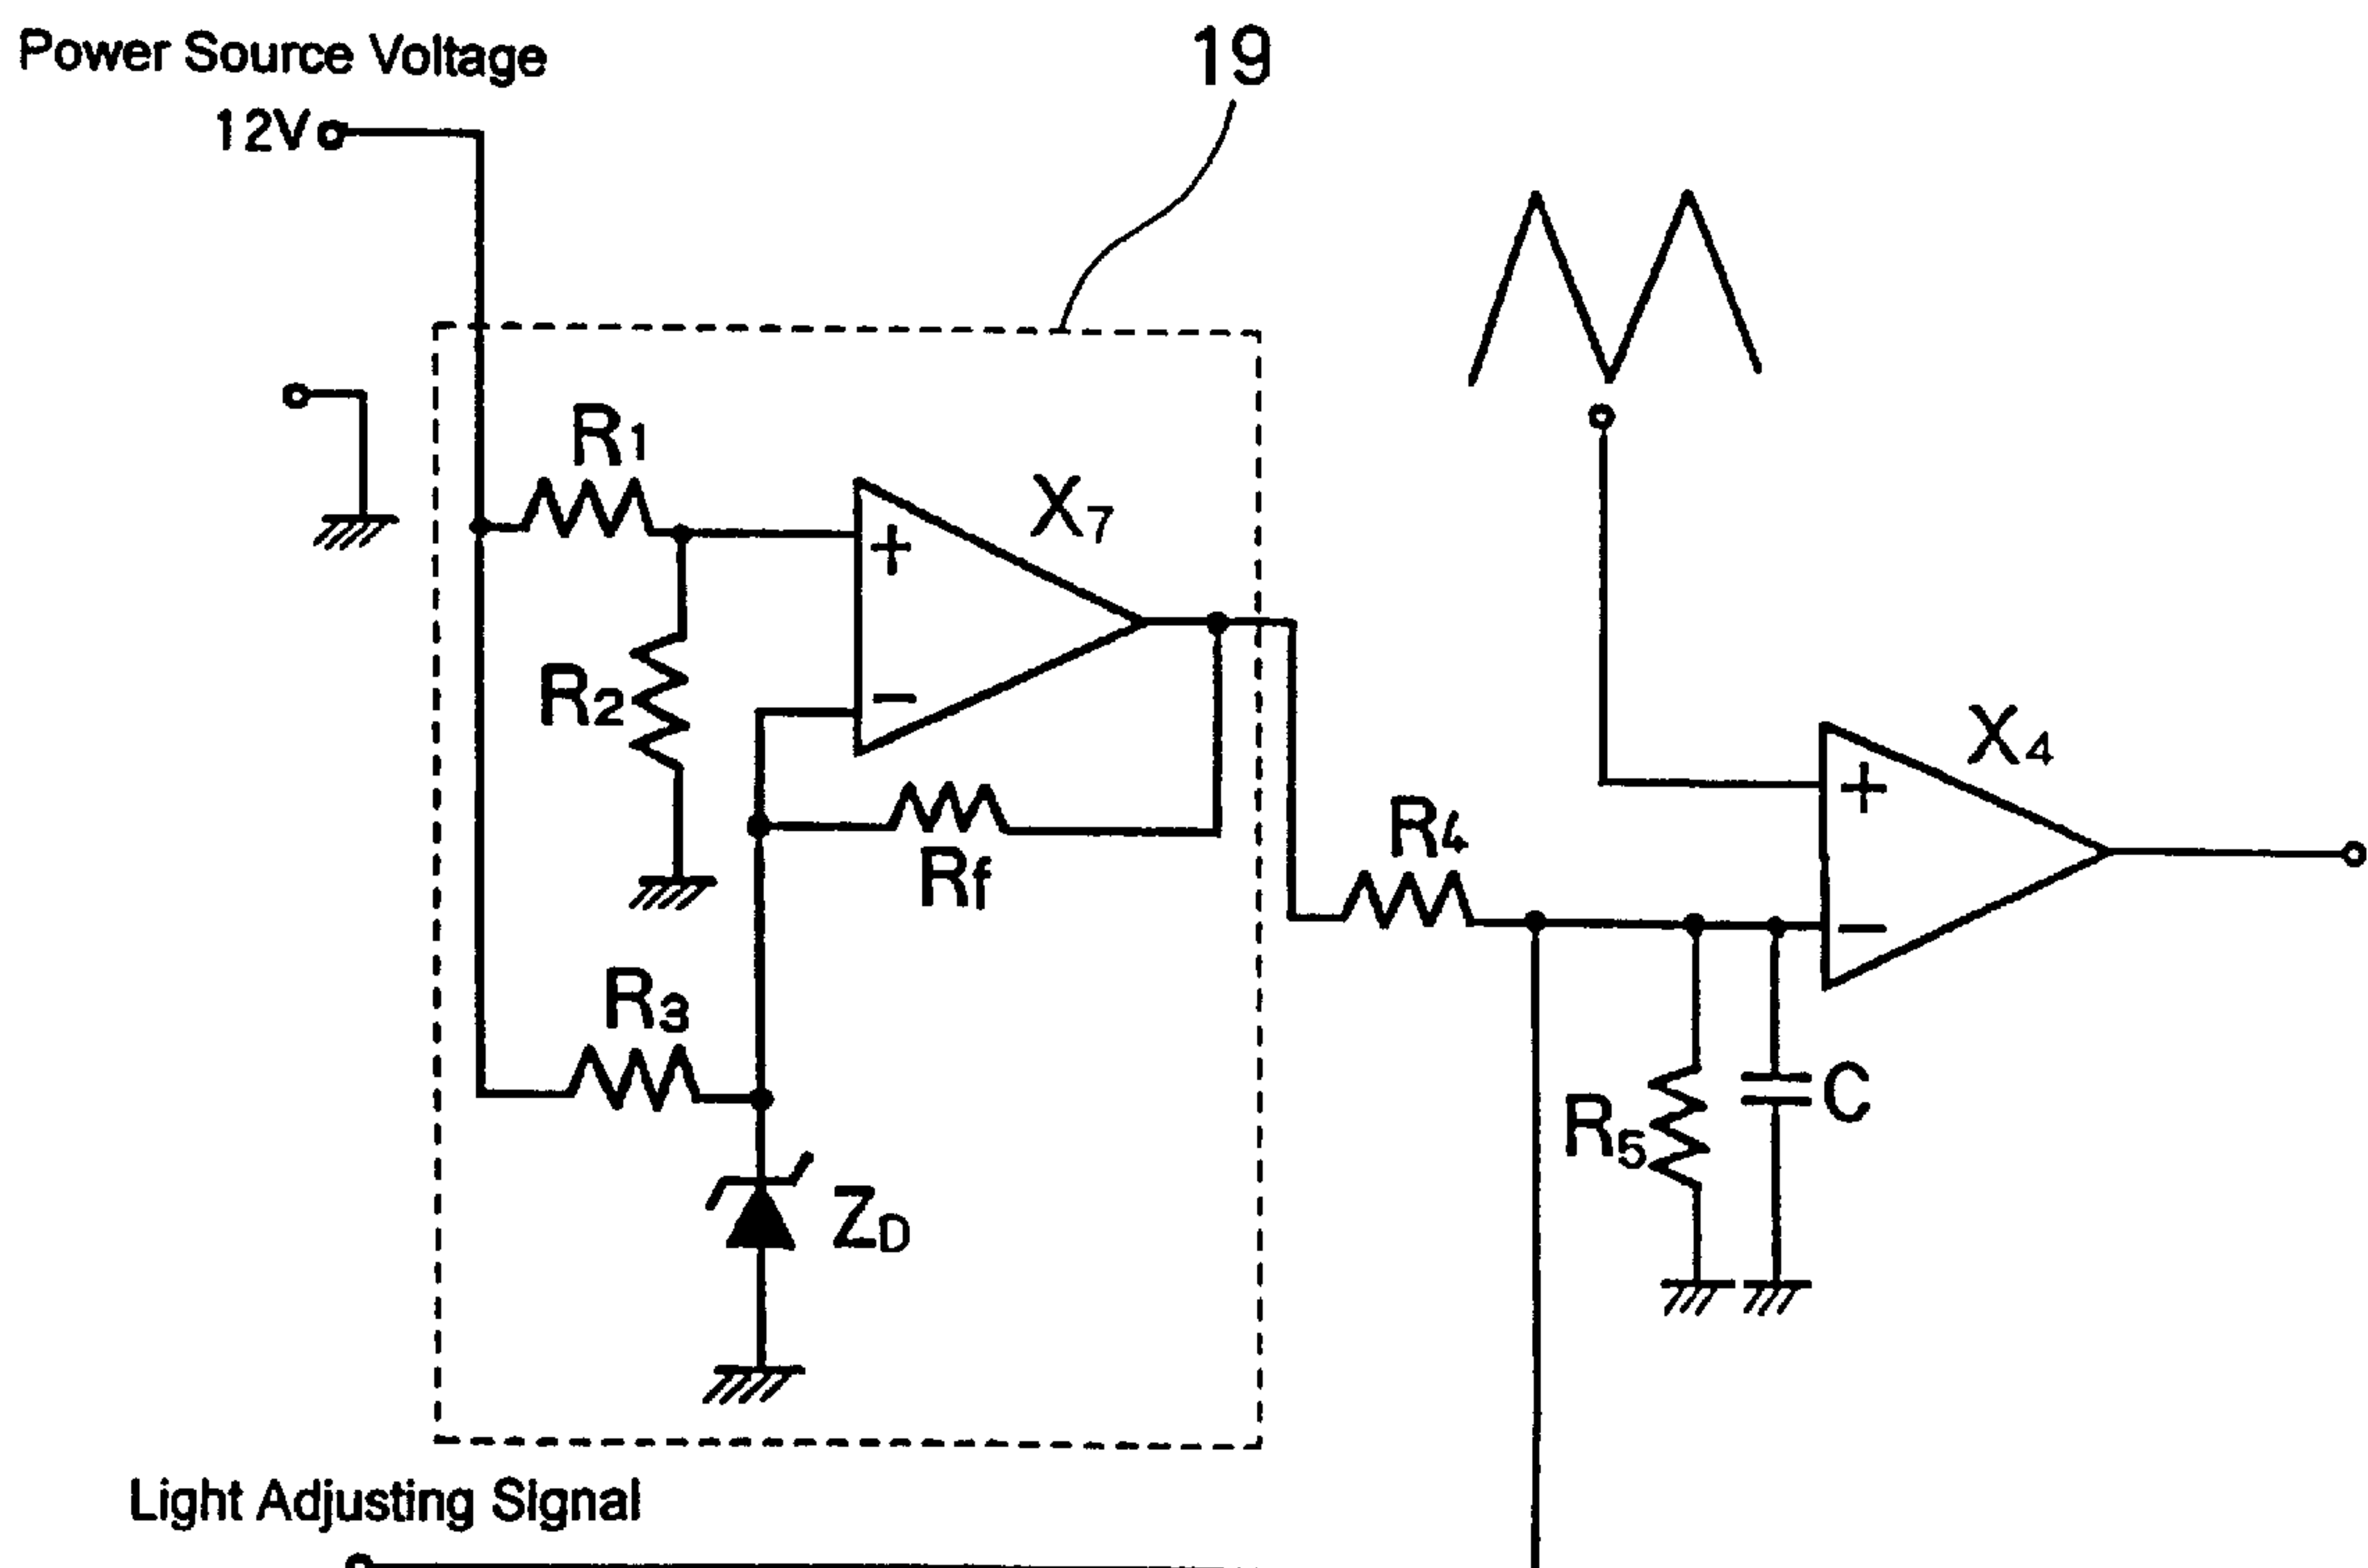 Power Source Voltage
12V
19
R1
X7
R2
Rf
R3
ZD
R4
X4
R5
C
+
−
+
−
Light Adjusting Signal